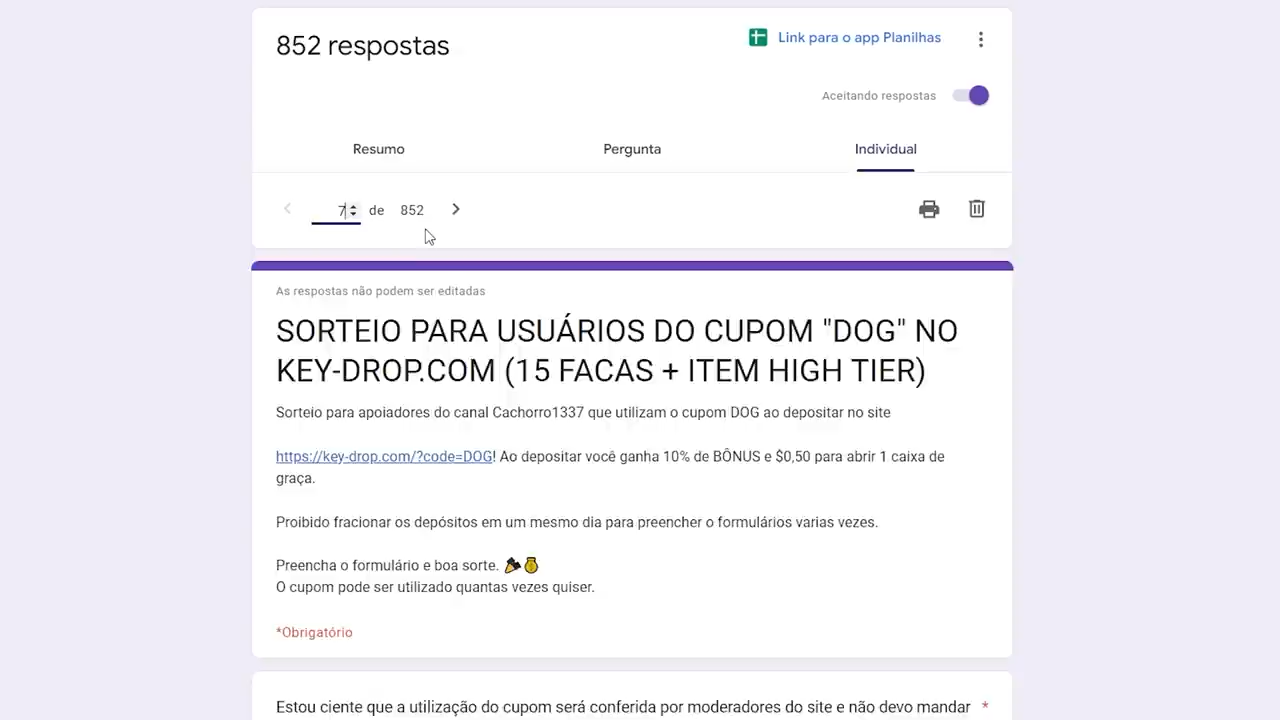 852 respostas
Link para o app Planilhas
Aceitando respostas
Resumo
Pergunta
Individual
7 de 852
As respostas não podem ser editadas
SORTEIO PARA USUÁRIOS DO CUPOM "DOG" NO
KEY-DROP.COM (15 FACAS + ITEM HIGH TIER)
Sorteio para apoiadores do canal Cachorro1337 que utilizam o cupom DOG ao depositar no site
https://key-drop.com/?code=DOG! Ao depositar você ganha 10% de BÔNUS e $0,50 para abrir 1 caixa de
graça.
Proibido fracionar os depósitos em um mesmo dia para preencher o formulários varias vezes.
Preencha o formulário e boa sorte. 🎉💰
O cupom pode ser utilizado quantas vezes quiser.
*Obrigatório
Estou ciente que a utilização do cupom será conferida por moderadores do site e não devo mandar *